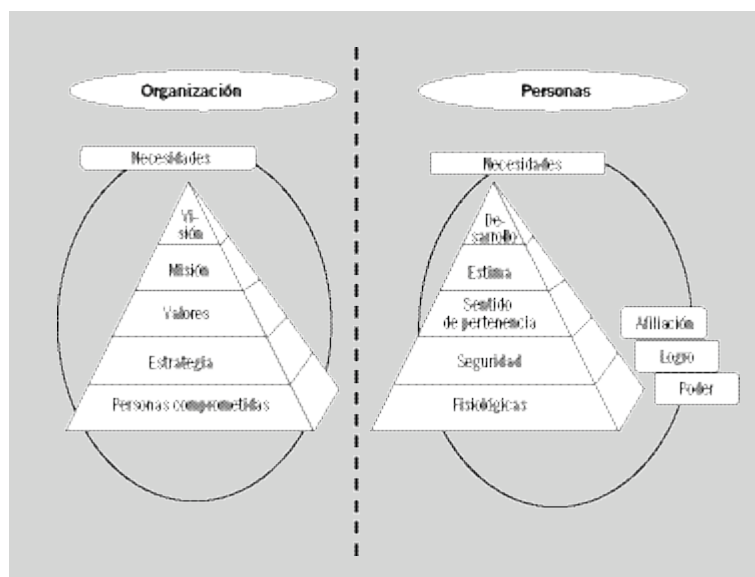 Organización
Necesidades
Vi-
sión
Misión
Valores
Estrategia
Personas comprometidas
Personas
Necesidades
De-
sarrollo
Estima
Sentido
de pertenencia
Seguridad
Fisiológicas
Afiliación
Logro
Poder